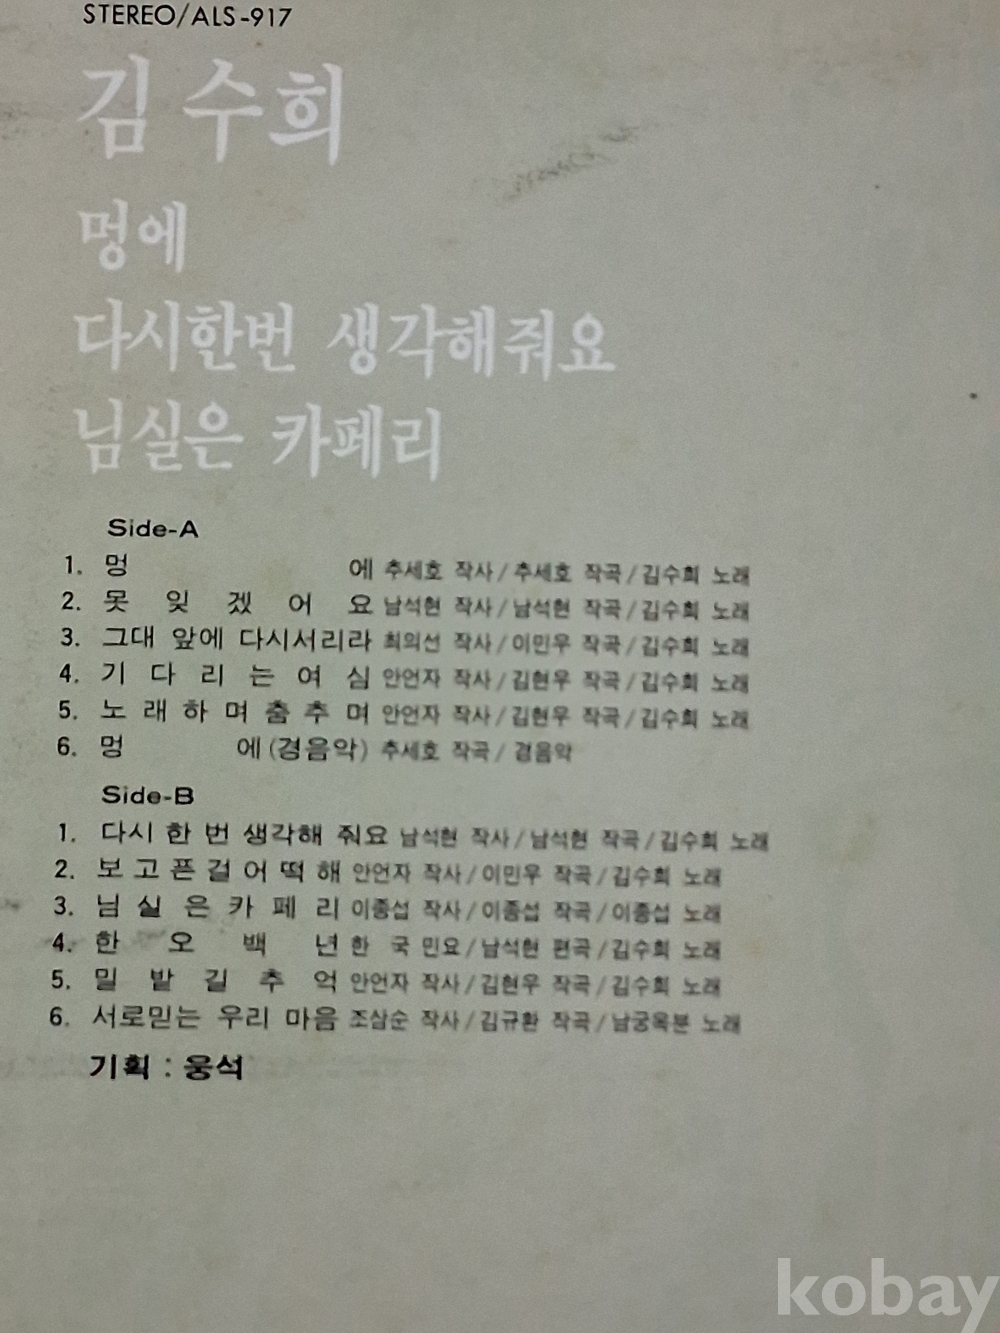 STEREO/ALS-917
김수희
멍에
다시한번 생각해줘요
님실은 카페리
Side-A
1. 멍 에 추세호 작사/추세호 작곡/김수희 노래
2. 못 잊 겠 어 요 남석현 작사/남석현 작곡/김수희 노래
3. 그대 앞에 다시서리라 최의선 작사/이민우 작곡/김수희 노래
4. 기 다 리 는 여 심 안언자 작사/김현우 작곡/김수희 노래
5. 노 래 하 며 춤 추 며 안언자 작사/김현우 작곡/김수희 노래
6. 멍 에(경음악) 추세호 작곡/경음악
Side-B
1. 다시 한 번 생각해 줘요 남석현 작사/남석현 작곡/김수희 노래
2. 보 고 픈 걸 어 떡 해 안언자 작사/이민우 작곡/김수희 노래
3. 님 실 은 카 페 리 이종섭 작사/이종섭 작곡/이종섭 노래
4. 한 오 백 년 한 국 민요/남석현 편곡/김수희 노래
5. 밀 밭 길 추 억 안언자 작사/김현우 작곡/김수희 노래
6. 서로믿는 우리 마음 조삼순 작사/김규환 작곡/남궁옥분 노래
기획 : 웅석
kobay